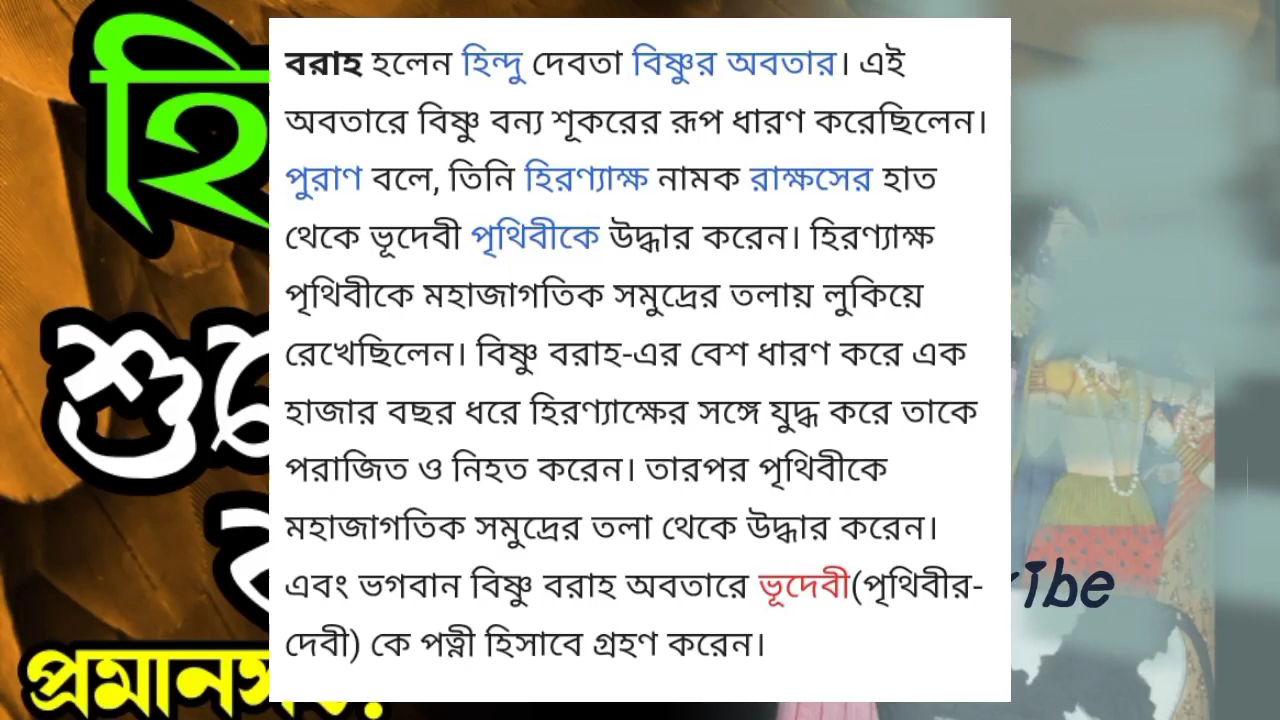 বরাহ হলেন হিন্দু দেবতা বিষ্ণুর অবতার। এই
অবতারে বিষ্ণু বন্য শূকরের রূপ ধারণ করেছিলেন।
পুরাণ বলে, তিনি হিরণ্যাক্ষ নামক রাক্ষসের হাত
থেকে ভূদেবী পৃথিবীকে উদ্ধার করেন। হিরণ্যাক্ষ
পৃথিবীকে মহাজাগতিক সমুদ্রের তলায় লুকিয়ে
রেখেছিলেন। বিষ্ণু বরাহ-এর বেশ ধারণ করে এক
হাজার বছর ধরে হিরণ্যাক্ষের সঙ্গে যুদ্ধ করে তাকে
পরাজিত ও নিহত করেন। তারপর পৃথিবীকে
মহাজাগতিক সমুদ্রের তলা থেকে উদ্ধার করেন।
এবং ভগবান বিষ্ণু বরাহ অবতারে ভূদেবী(পৃথিবীর-
দেবী) কে পত্নী হিসাবে গ্রহণ করেন।